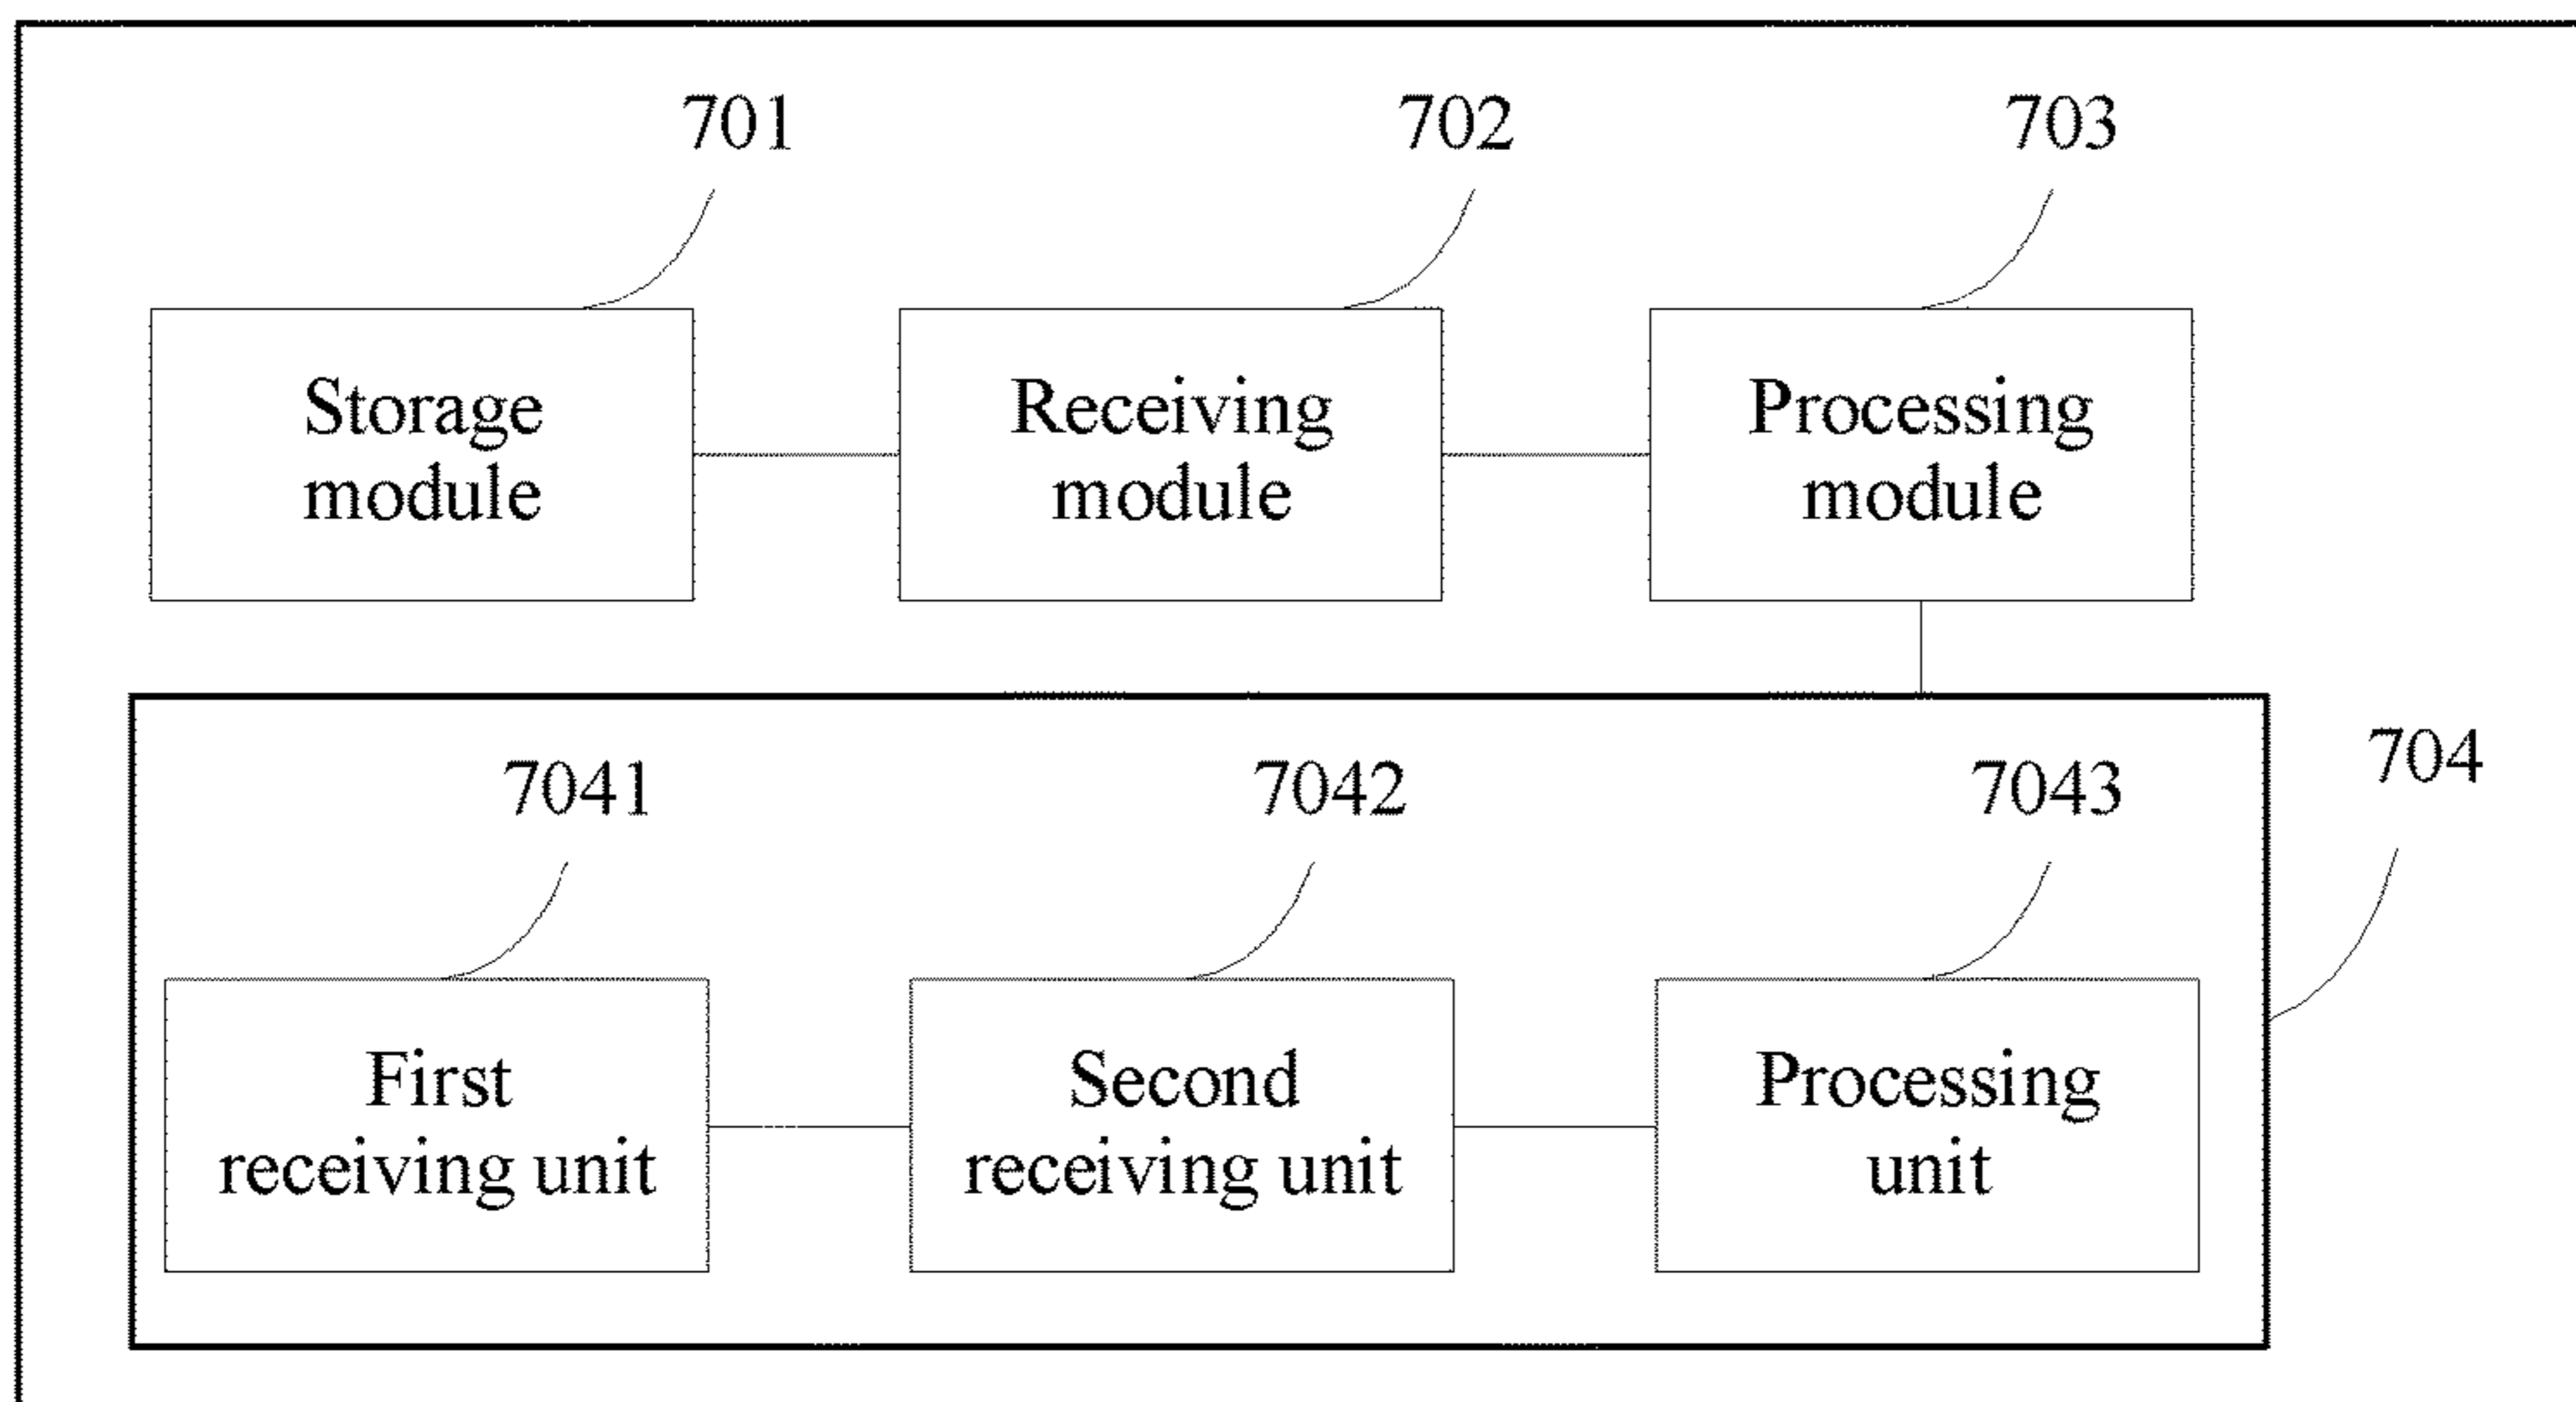 701
702
703
Storage
module
Receiving
module
Processing
module
704
7041
7042
7043
First
receiving unit
Second
receiving unit
Processing
unit